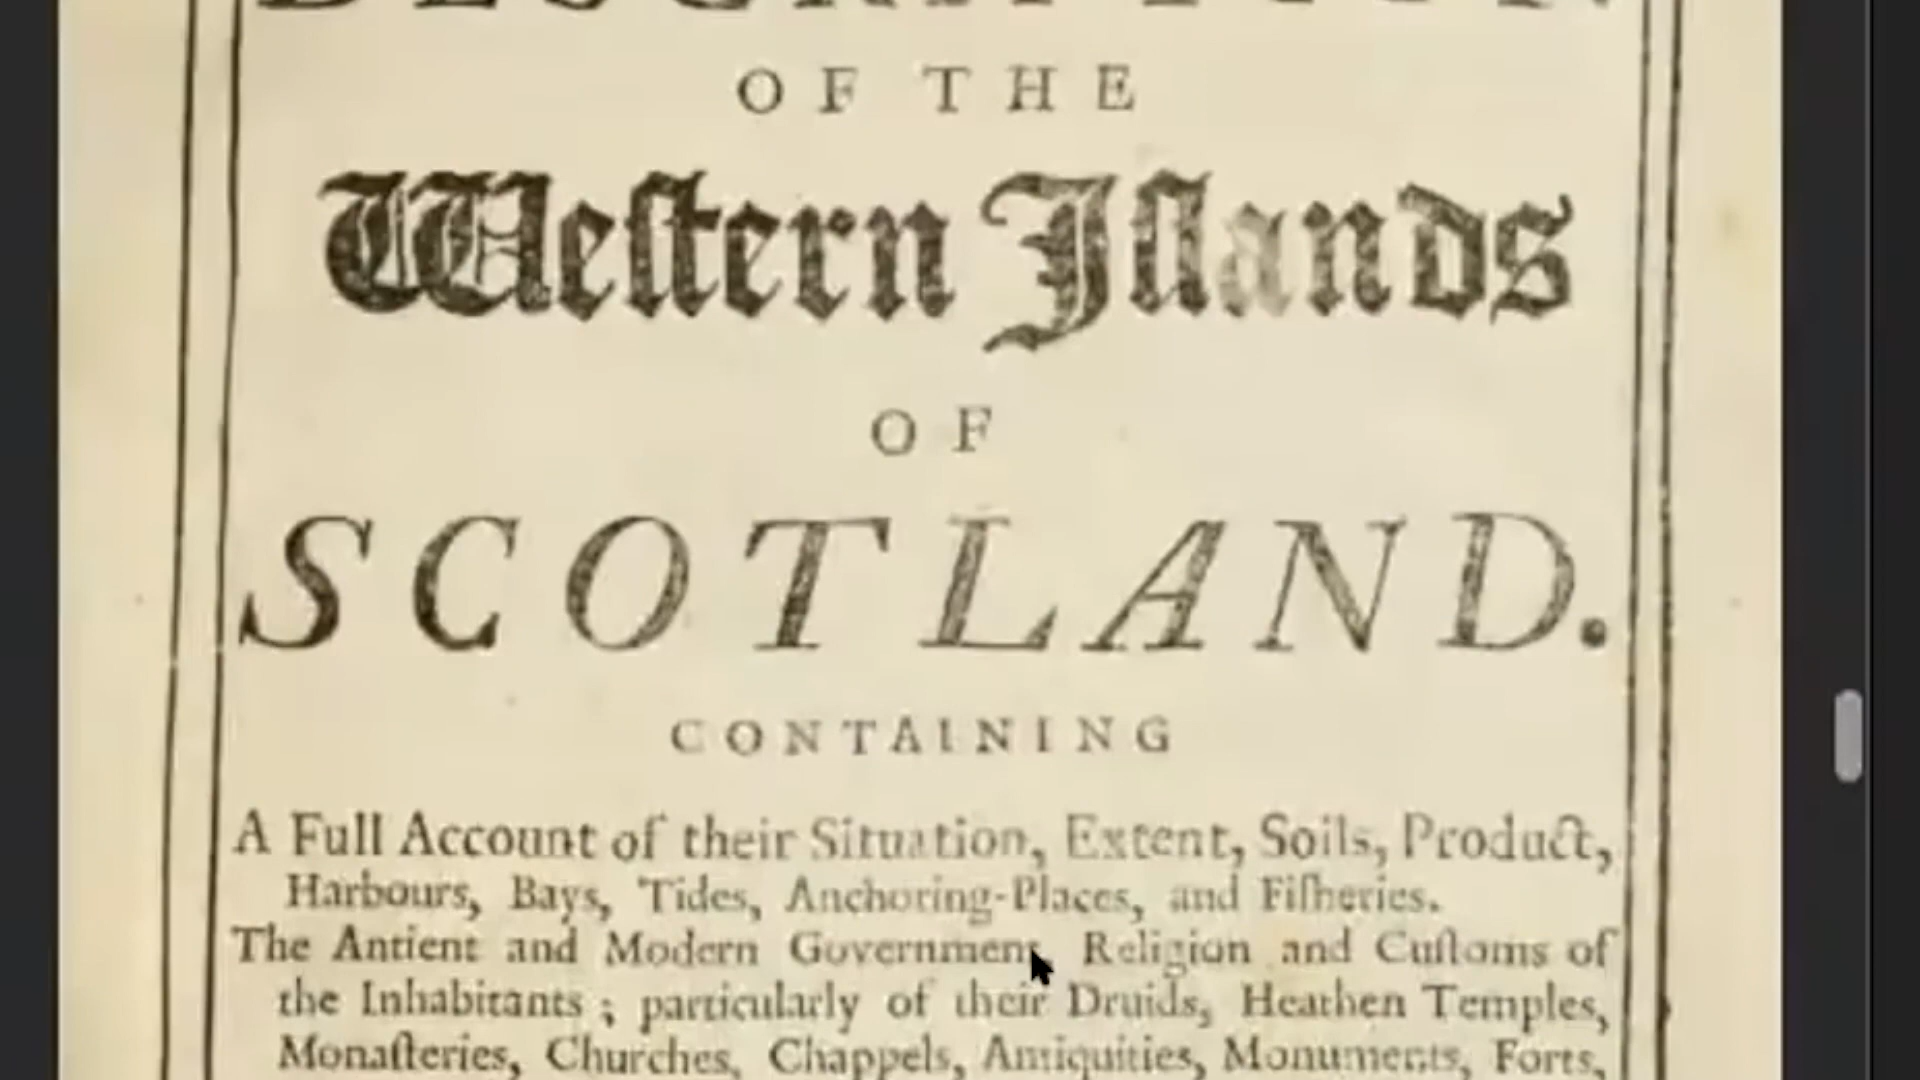 OF THE
Weſtern Iſlands
OF
SCOTLAND.
CONTAINING
A Full Account of their Situation, Extent, Soils, Product,
Harbours, Bays, Tides, Anchoring-Places, and Fiſheries.
The Antient and Modern Government, Religion and Cuſtoms of
the Inhabitants ; particularly of their Druids, Heathen Temples,
Monaſteries, Churches, Chappels, Antiquities, Monuments, Forts,